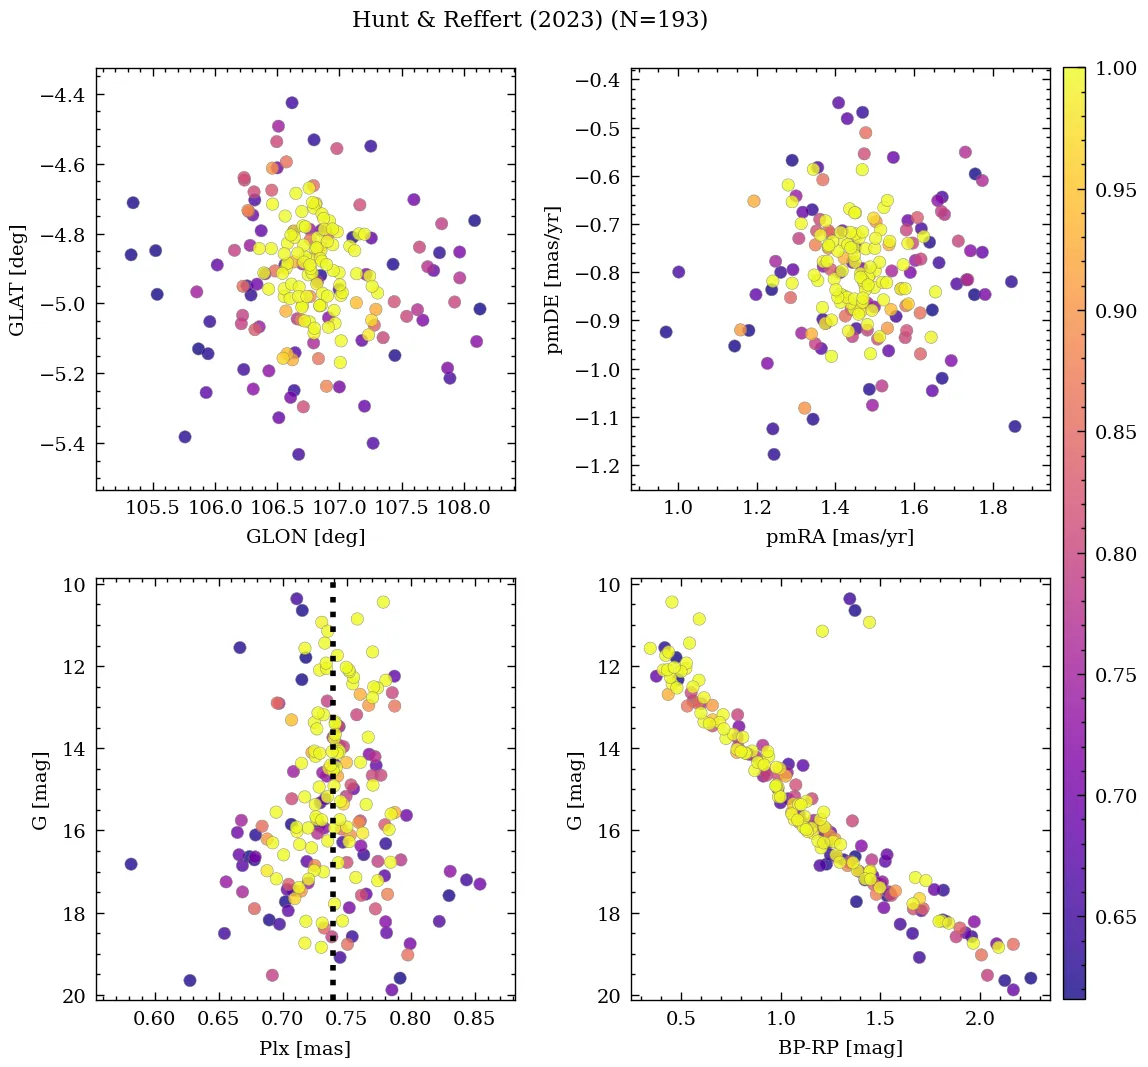 Hunt & Reffert (2023) (N=193)
−4.4
−4.6
−4.8
−5.0
−5.2
−5.4
GLAT [deg]
105.5 106.0 106.5 107.0 107.5 108.0
GLON [deg]
−0.4
−0.5
−0.6
−0.7
−0.8
−0.9
−1.0
−1.1
−1.2
pmDE [mas/yr]
1.0 1.2 1.4 1.6 1.8
pmRA [mas/yr]
1.00
0.95
0.90
0.85
0.80
0.75
0.70
0.65
10
12
14
16
18
20
G [mag]
0.60 0.65 0.70 0.75 0.80 0.85
Plx [mas]
10
12
14
16
18
20
G [mag]
0.5 1.0 1.5 2.0
BP-RP [mag]